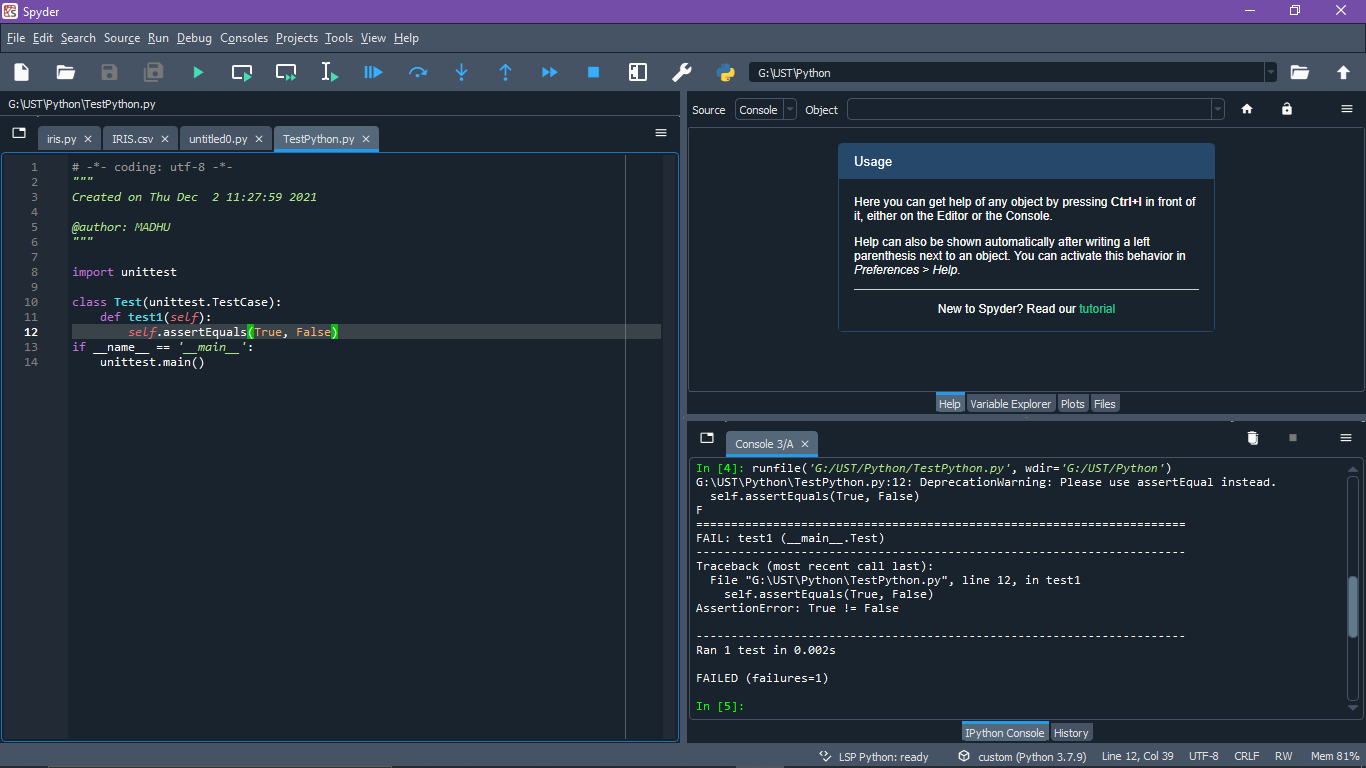 Spyder
File Edit Search Source Run Debug Consoles Projects Tools View Help
G:\UST\Python
G:\UST\Python\TestPython.py
iris.py IRIS.csv untitled0.py TestPython.py
1 # -*- coding: utf-8 -*-
2 """
3 Created on Thu Dec  2 11:27:59 2021
4
5 @author: MADHU
6 """
7
8 import unittest
9
10 class Test(unittest.TestCase):
11     def test1(self):
12         self.assertEquals(True, False)
13 if __name__ == '__main__':
14     unittest.main()
Source Console Object
Usage
Here you can get help of any object by pressing Ctrl+I in front of
it, either on the Editor or the Console.
Help can also be shown automatically after writing a left
parenthesis next to an object. You can activate this behavior in
Preferences > Help.
New to Spyder? Read our tutorial
Help Variable Explorer Plots Files
Console 3/A
In [4]: runfile('G:/UST/Python/TestPython.py', wdir='G:/UST/Python')
G:\UST\Python\TestPython.py:12: DeprecationWarning: Please use assertEqual instead.
  self.assertEquals(True, False)
F
======================================================================
FAIL: test1 (__main__.Test)
----------------------------------------------------------------------
Traceback (most recent call last):
  File "G:\UST\Python\TestPython.py", line 12, in test1
    self.assertEquals(True, False)
AssertionError: True != False
----------------------------------------------------------------------
Ran 1 test in 0.002s
FAILED (failures=1)
In [5]:
IPython Console History
LSP Python: ready custom (Python 3.7.9) Line 12, Col 39 UTF-8 CRLF RW Mem 81%